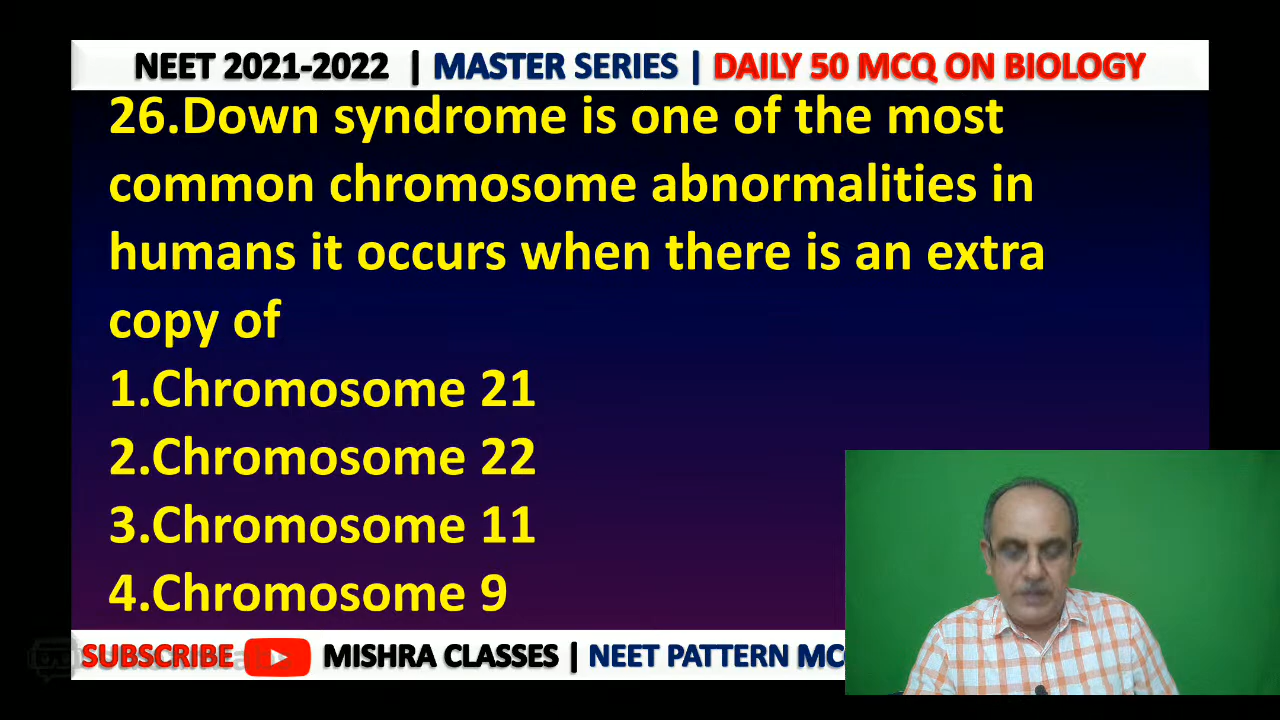 NEET 2021-2022 | MASTER SERIES | DAILY 50 MCQ ON BIOLOGY
26.Down syndrome is one of the most
common chromosome abnormalities in
humans it occurs when there is an extra
copy of
1.Chromosome 21
2.Chromosome 22
3.Chromosome 11
4.Chromosome 9
SUBSCRIBE MISHRA CLASSES | NEET PATTERN